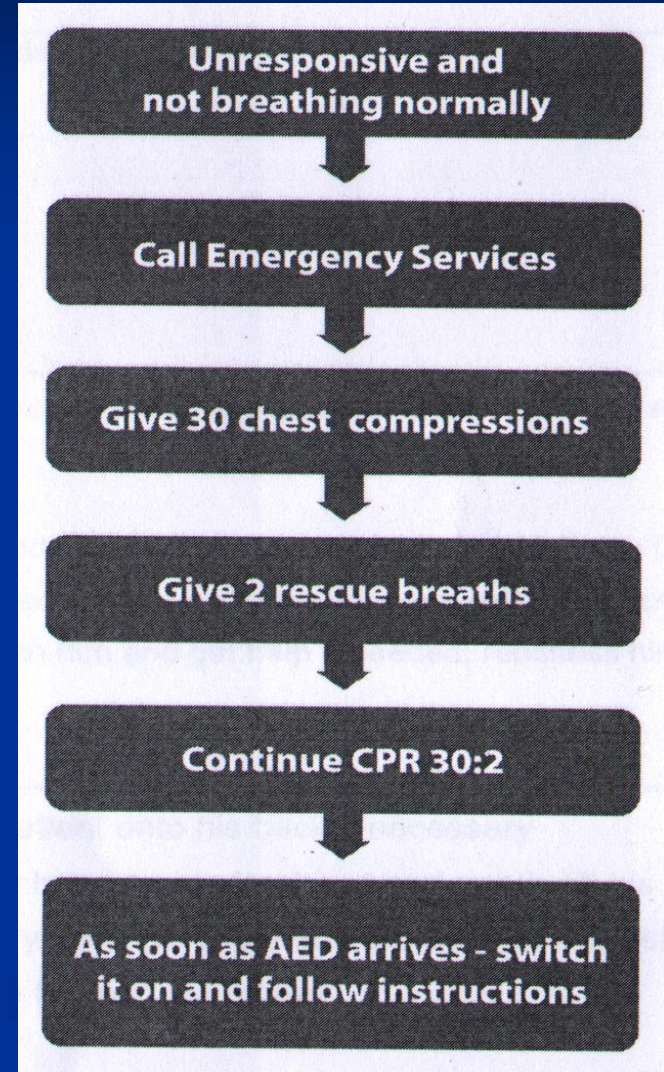 Unresponsive and
not breathing normally
Call Emergency Services
Give 30 chest compressions
Give 2 rescue breaths
Continue CPR 30:2
As soon as AED arrives - switch
it on and follow instructions